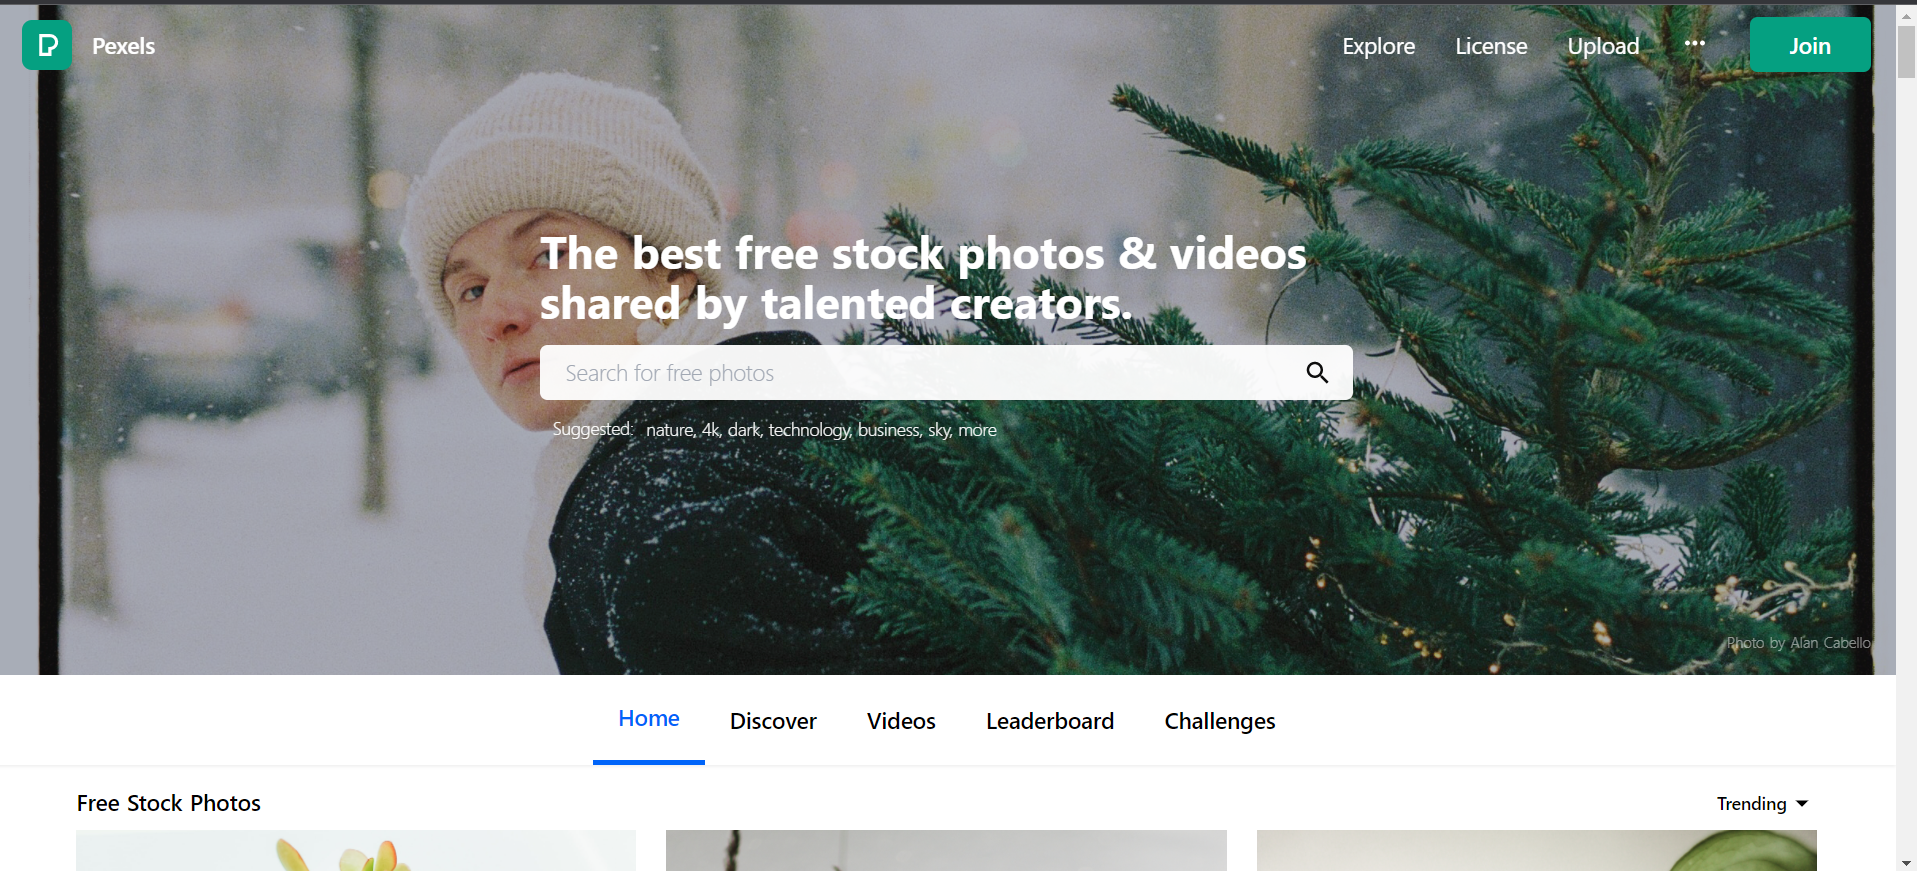 Pexels
Explore
License
Upload
Join
The best free stock photos & videos
shared by talented creators.
Search for free photos
Suggested: nature, 4k, dark, technology, business, sky, more
Photo by Alan Cabello
Home
Discover
Videos
Leaderboard
Challenges
Free Stock Photos
Trending